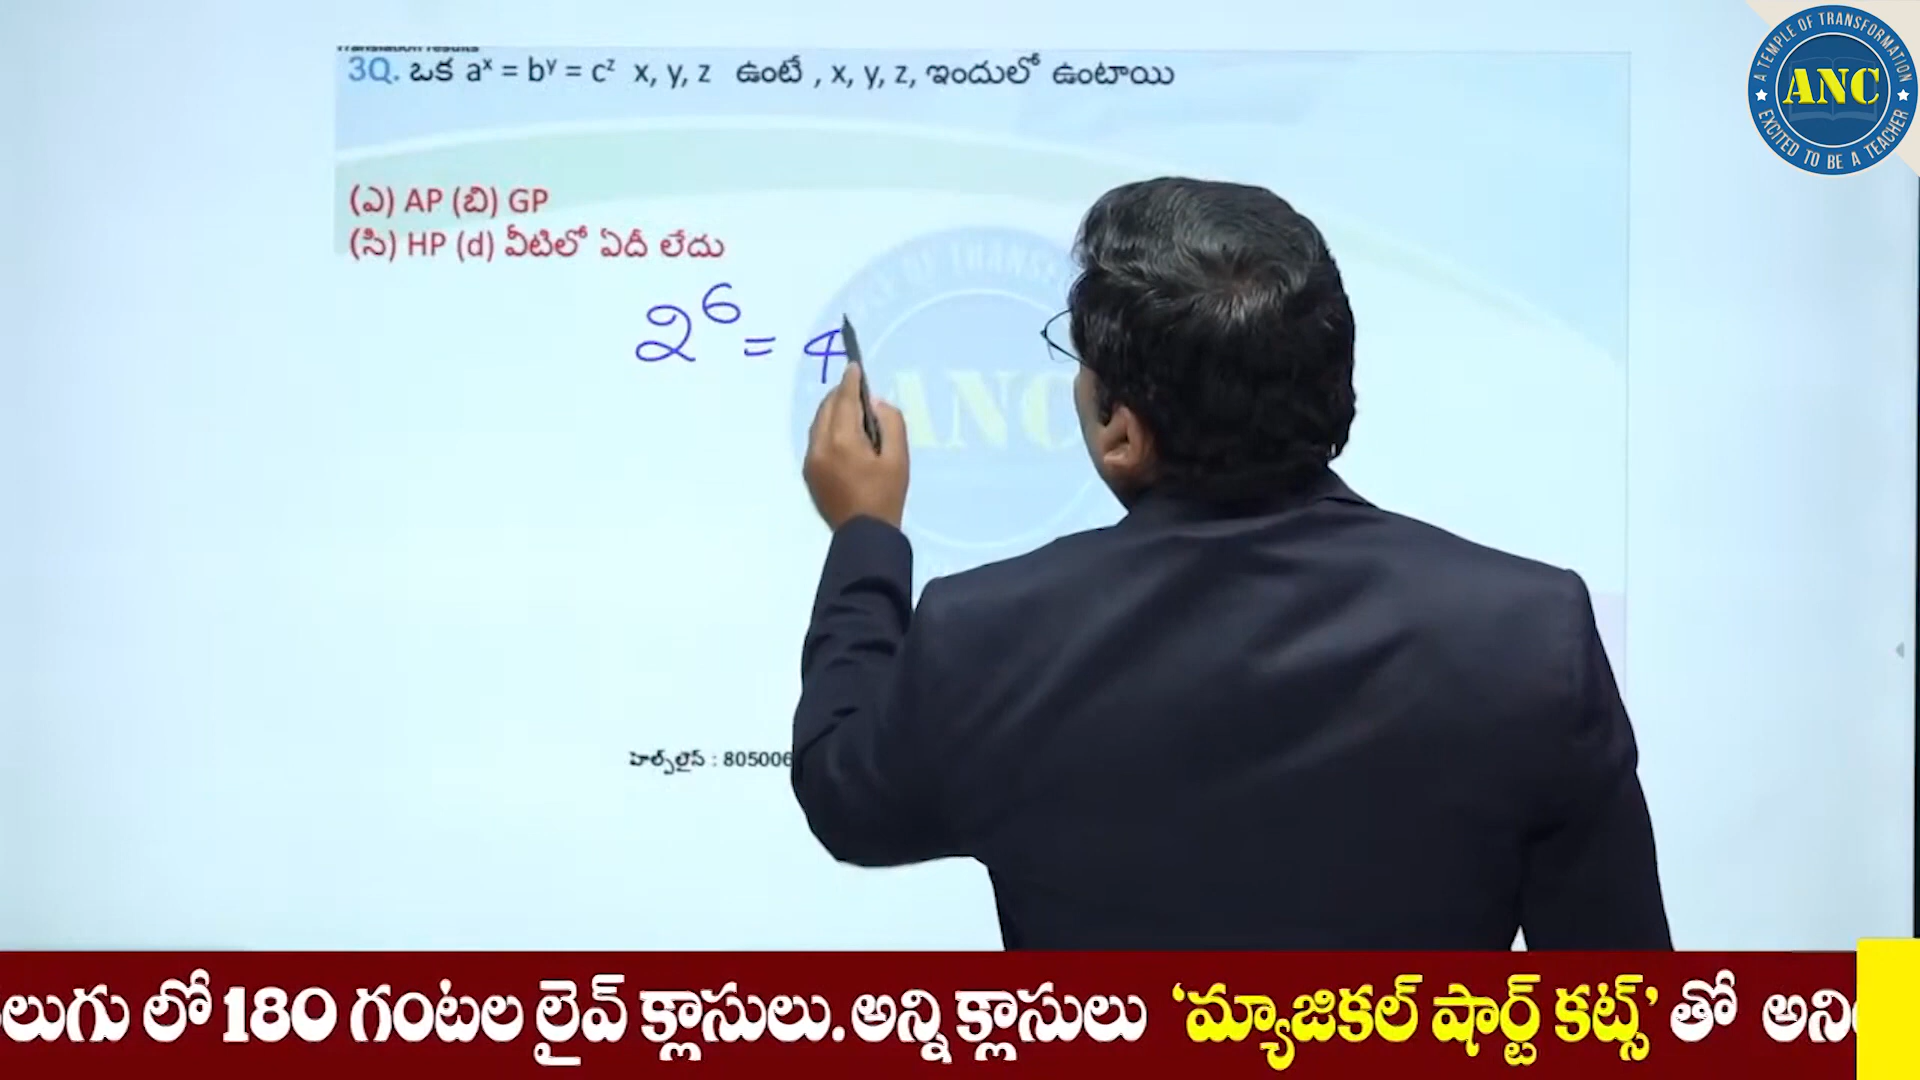 3Q. ఒక aˣ = bʸ = cᶻ x, y, z ఉంటే , x, y, z, ఇందులో ఉంటాయి
(ఎ) AP (బి) GP
(సి) HP (d) వీటిలో ఏదీ లేదు
2⁶ = 4
ANC
హెల్ప్‌లైన్ : 805006
A TEMPLE OF TRANSFORMATION
ANC
EXCITED TO BE A TEACHER
లుగు లో 180 గంటల లైవ్ క్లాసులు. అన్ని క్లాసులు ‘మ్యాజికల్ షార్ట్ కట్స్’ తో